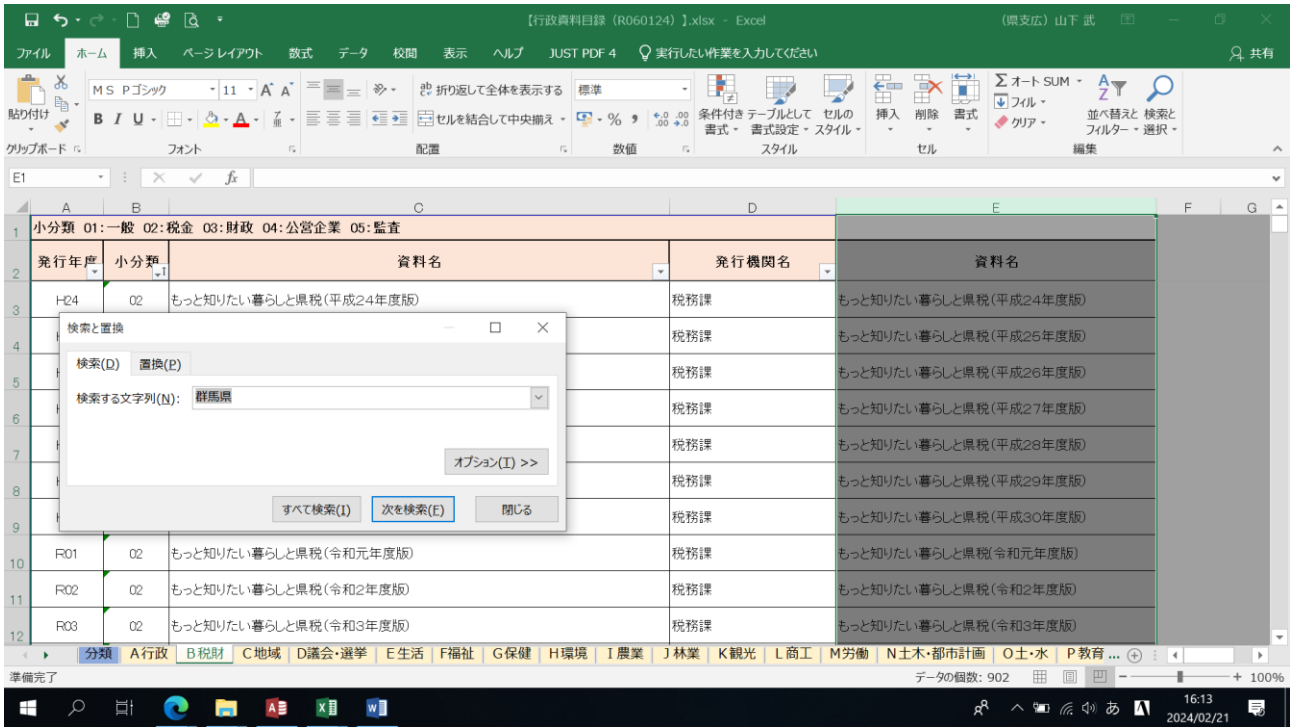 【行政資料目録（R060124）】.xlsx - Excel
(県支広) 山下 武
ファイル ホーム 挿入 ページ レイアウト 数式 データ 校閲 表示 ヘルプ JUST PDF 4 実行したい作業を入力してください 共有
貼り付け
ＭＳ Ｐゴシック 11
B I U
折り返して全体を表示する
セルを結合して中央揃え
標準
条件付き書式 テーブルとして書式設定 セルのスタイル
挿入 削除 書式
Σ オート SUM
フィル
クリア
並べ替えとフィルター 検索と選択
クリップボード フォント 配置 数値 スタイル セル 編集
E1 fx
A B C D E F G
1 小分類 01：一般 02：税金 03：財政 04：公営企業 05：監査
2 発行年度 小分類 資料名 発行機関名 資料名
3 H24 02 もっと知りたい暮らしと県税（平成24年度版） 税務課 もっと知りたい暮らしと県税（平成24年度版）
4 税務課 もっと知りたい暮らしと県税（平成25年度版）
5 税務課 もっと知りたい暮らしと県税（平成26年度版）
6 税務課 もっと知りたい暮らしと県税（平成27年度版）
7 税務課 もっと知りたい暮らしと県税（平成28年度版）
8 税務課 もっと知りたい暮らしと県税（平成29年度版）
9 税務課 もっと知りたい暮らしと県税（平成30年度版）
10 R01 02 もっと知りたい暮らしと県税（令和元年度版） 税務課 もっと知りたい暮らしと県税(令和元年度版)
11 R02 02 もっと知りたい暮らしと県税（令和2年度版） 税務課 もっと知りたい暮らしと県税（令和2年度版）
12 R03 02 もっと知りたい暮らしと県税（令和3年度版） 税務課 もっと知りたい暮らしと県税（令和3年度版）
検索と置換
検索(D) 置換(P)
検索する文字列(N): 群馬県
オプション(T) >>
すべて検索(I) 次を検索(F) 閉じる
分類 A行政 B税財 C地域 D議会・選挙 E生活 F福祉 G保健 H環境 I農業 J林業 K観光 L商工 M労働 N土木・都市計画 O土・水 P教育 ...
準備完了 データの個数: 902 100%
あ 16:13
2024/02/21